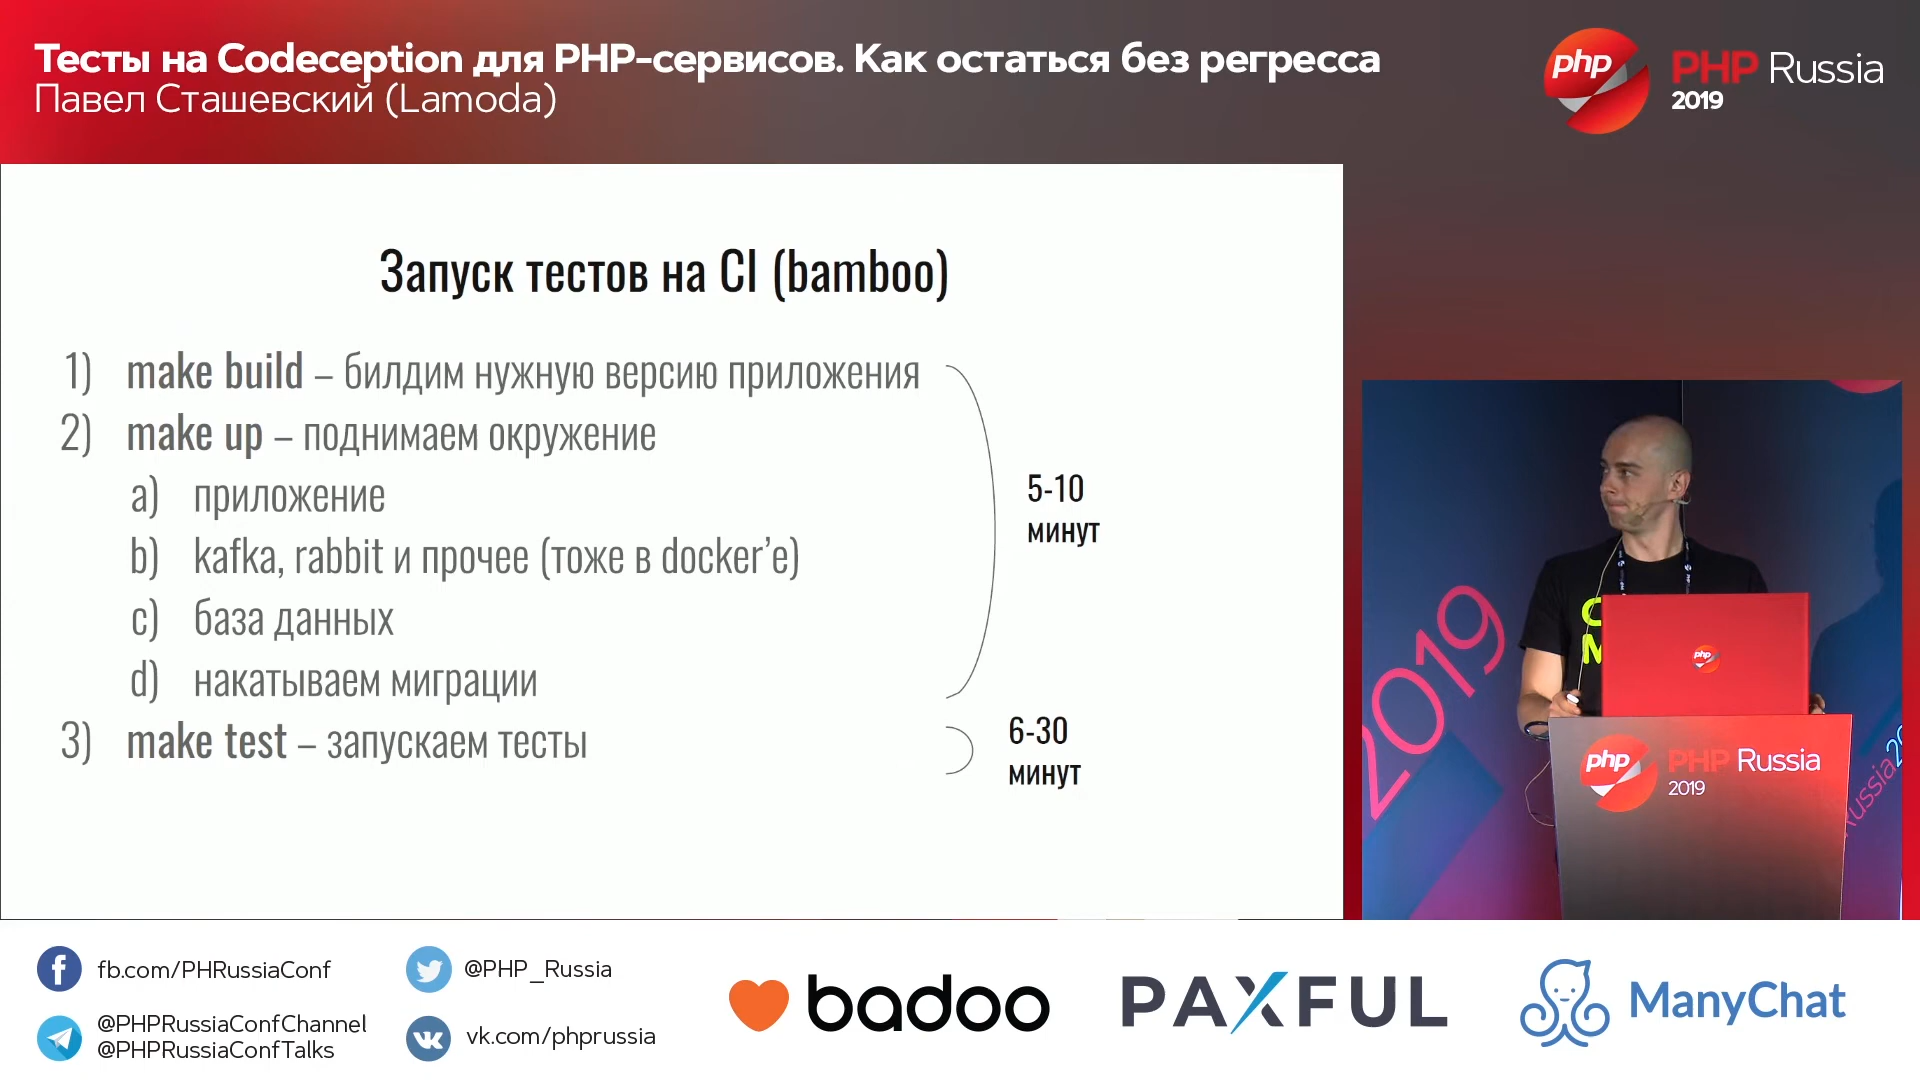 Тесты на Codeception для PHP-сервисов. Как остаться без регресса
Павел Сташевский (Lamoda)
php
PHP Russia
2019
Запуск тестов на CI (bamboo)
1) make build – билдим нужную версию приложения
2) make up – поднимаем окружение
a) приложение
b) kafka, rabbit и прочее (тоже в docker’е)
c) база данных
d) накатываем миграции
5-10
минут
3) make test – запускаем тесты
6-30
минут
2019
php
php
PHP Russia
2019
fb.com/PHRussiaConf
@PHPRussiaConfChannel
@PHPRussiaConfTalks
@PHP_Russia
vk.com/phprussia
badoo
PAXFUL
ManyChat